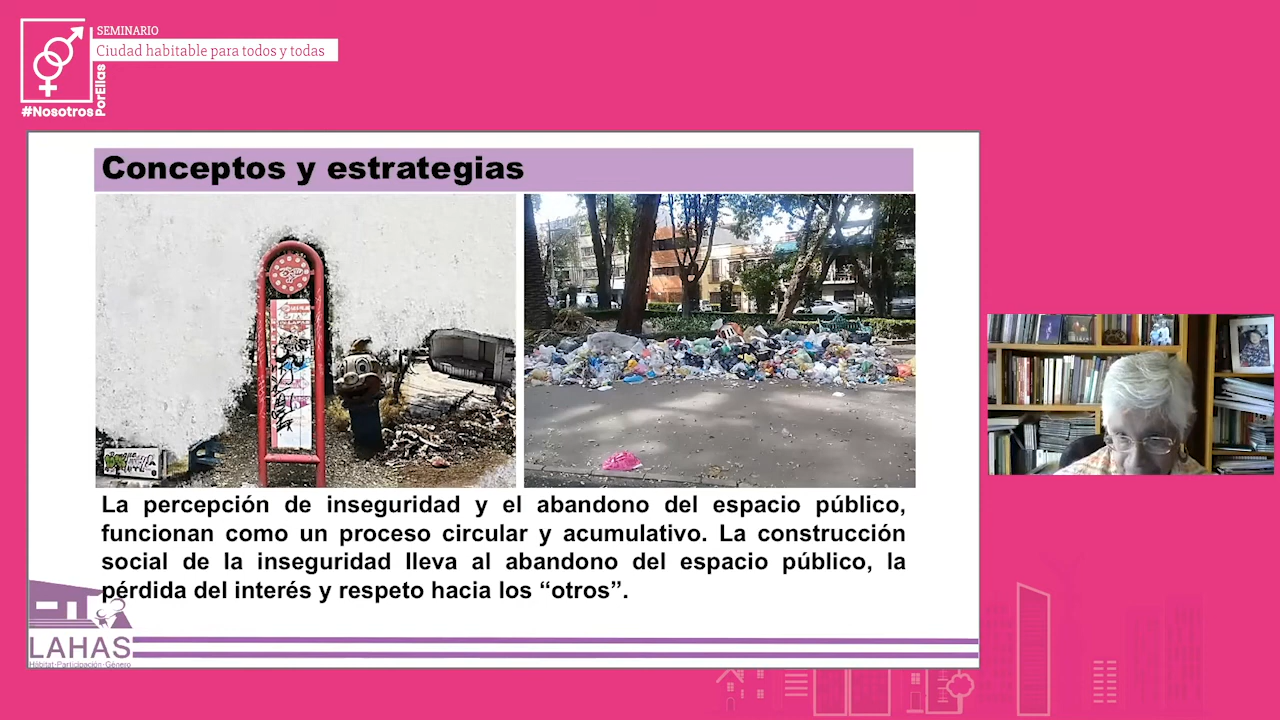 SEMINARIO
Ciudad habitable para todos y todas
#Nosotros
PorEllas
Conceptos y estrategias
La percepción de inseguridad y el abandono del espacio público,
funcionan como un proceso circular y acumulativo. La construcción
social de la inseguridad lleva al abandono del espacio público, la
pérdida del interés y respeto hacia los “otros”.
LAHAS
Hábitat-Participación-Género